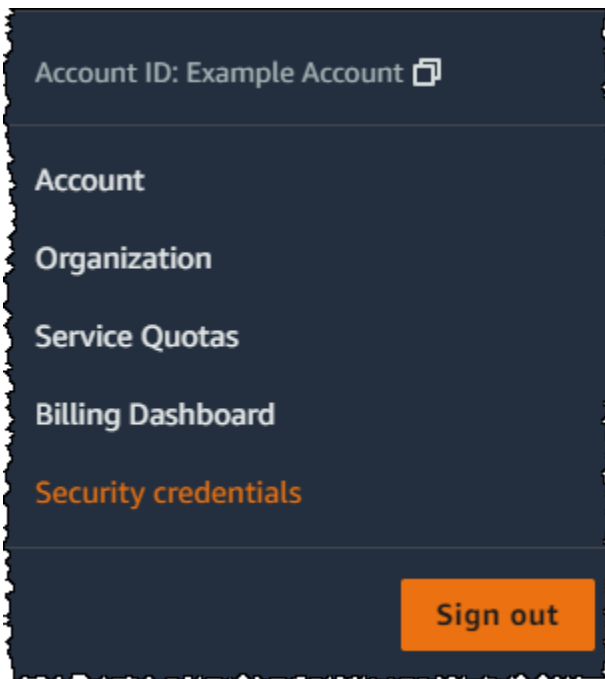 Account ID: Example Account
Account
Organization
Service Quotas
Billing Dashboard
Security credentials
Sign out